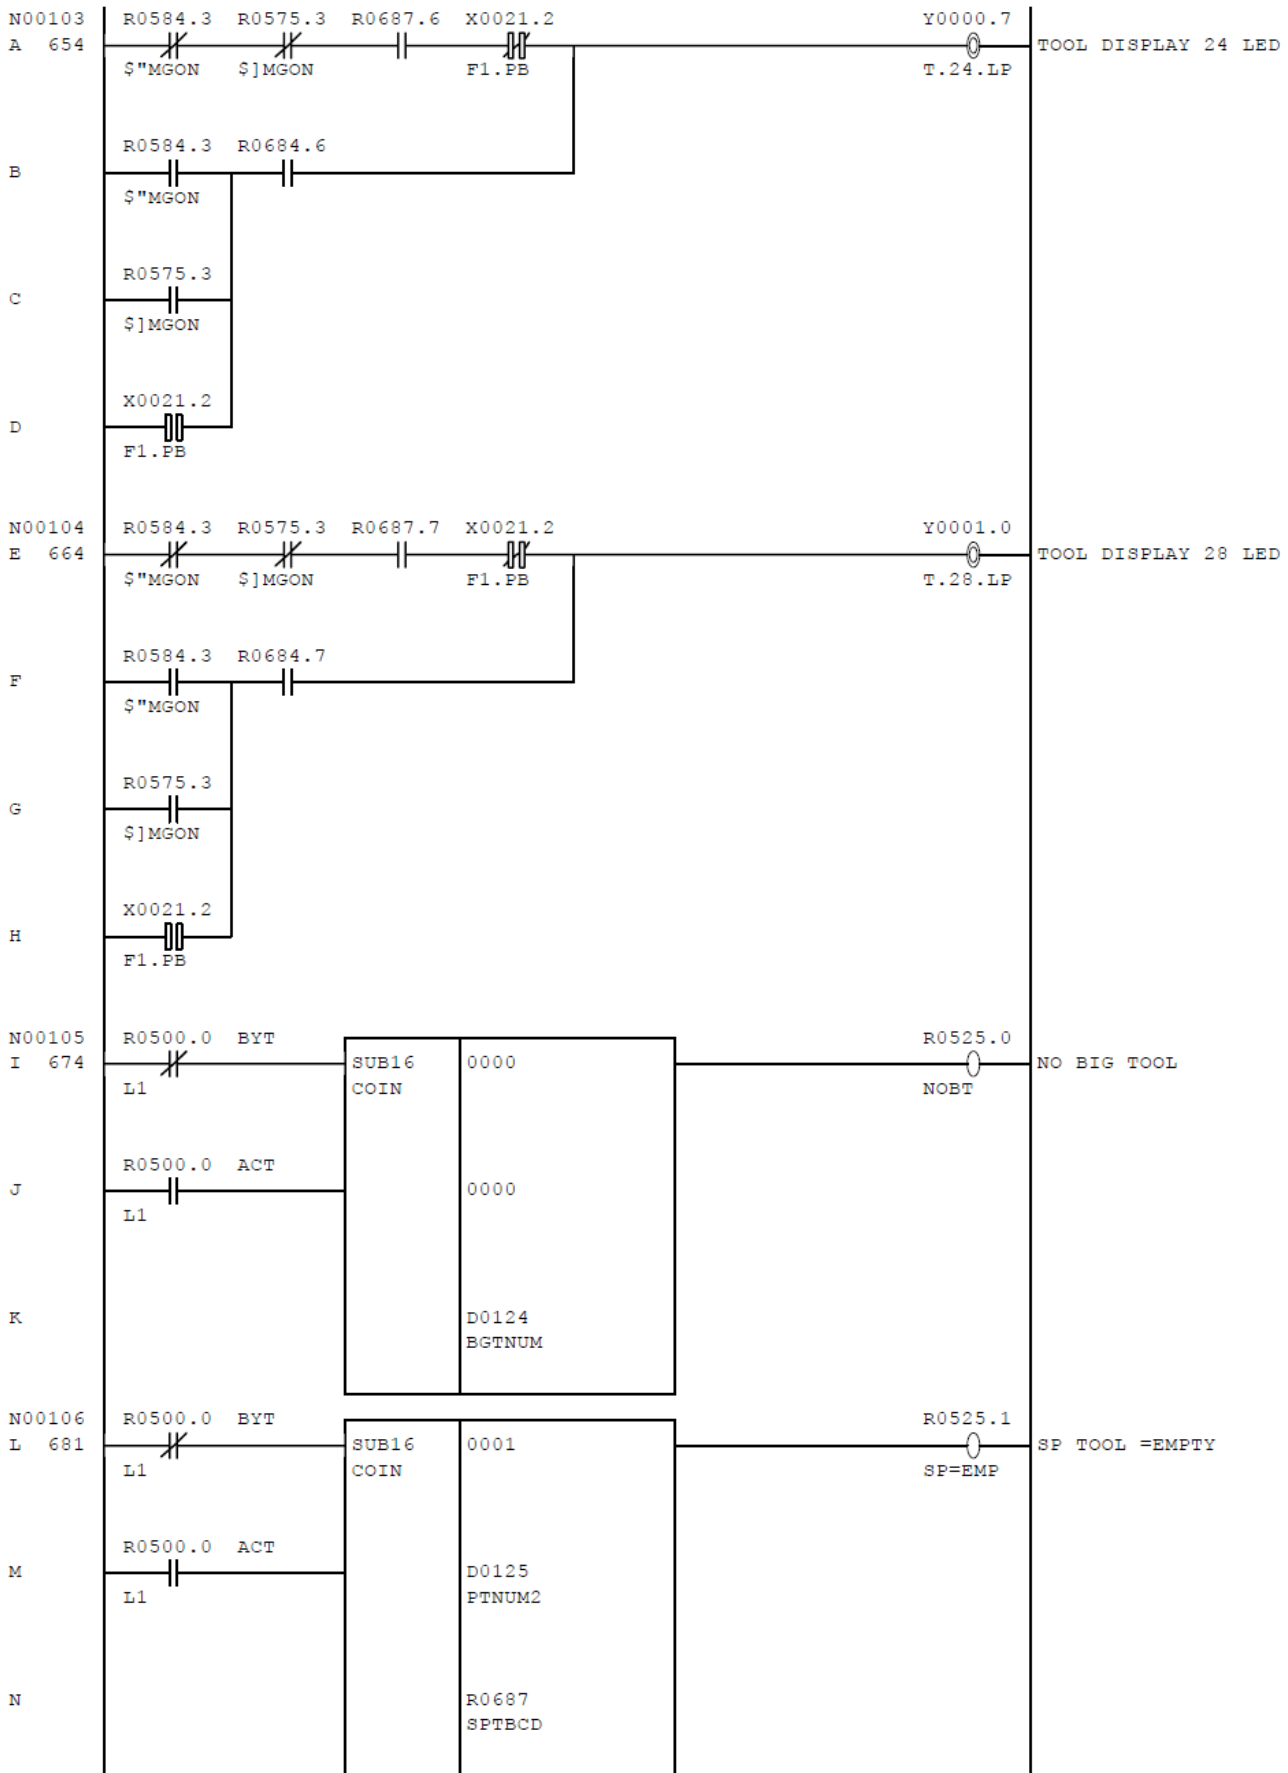 N00103 R0584.3 R0575.3 R0687.6 X0021.2 Y0000.7
A 654 TOOL DISPLAY 24 LED
$"MGON $]MGON F1.PB T.24.LP
R0584.3 R0684.6
B
$"MGON
R0575.3
C
$]MGON
X0021.2
D
F1.PB
N00104 R0584.3 R0575.3 R0687.7 X0021.2 Y0001.0
E 664 TOOL DISPLAY 28 LED
$"MGON $]MGON F1.PB T.28.LP
R0584.3 R0684.7
F
$"MGON
R0575.3
G
$]MGON
X0021.2
H
F1.PB
N00105 R0500.0 BYT R0525.0
I 674 SUB16 0000 NO BIG TOOL
L1 COIN NOBT
R0500.0 ACT
J 0000
L1
K D0124
BGTNUM
N00106 R0500.0 BYT R0525.1
L 681 SUB16 0001 SP TOOL =EMPTY
L1 COIN SP=EMP
R0500.0 ACT
M D0125
L1 PTNUM2
N R0687
SPTBCD